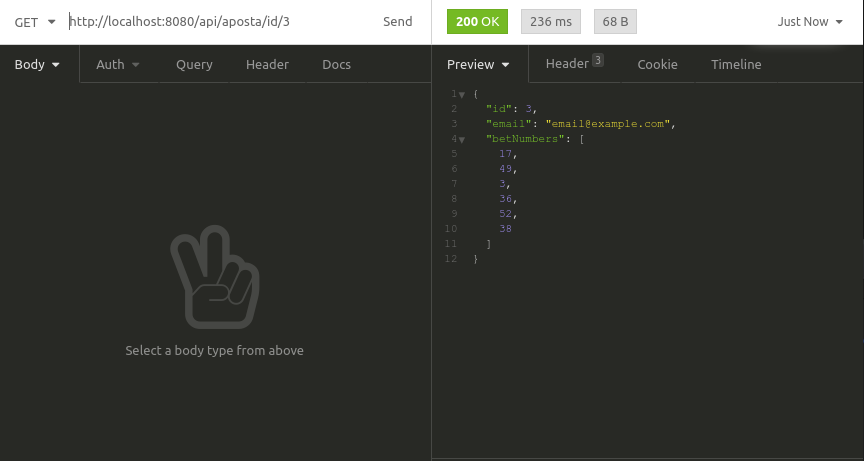 GET http://localhost:8080/api/aposta/id/3 Send 200 OK 236 ms 68 B Just Now
Body Auth Query Header Docs Preview Header 3 Cookie Timeline
1 {
2 "id": 3,
3 "email": "email@example.com",
4 "betNumbers": [
5 17,
6 49,
7 3,
8 36,
9 52,
10 38
11 ]
12 }
Select a body type from above